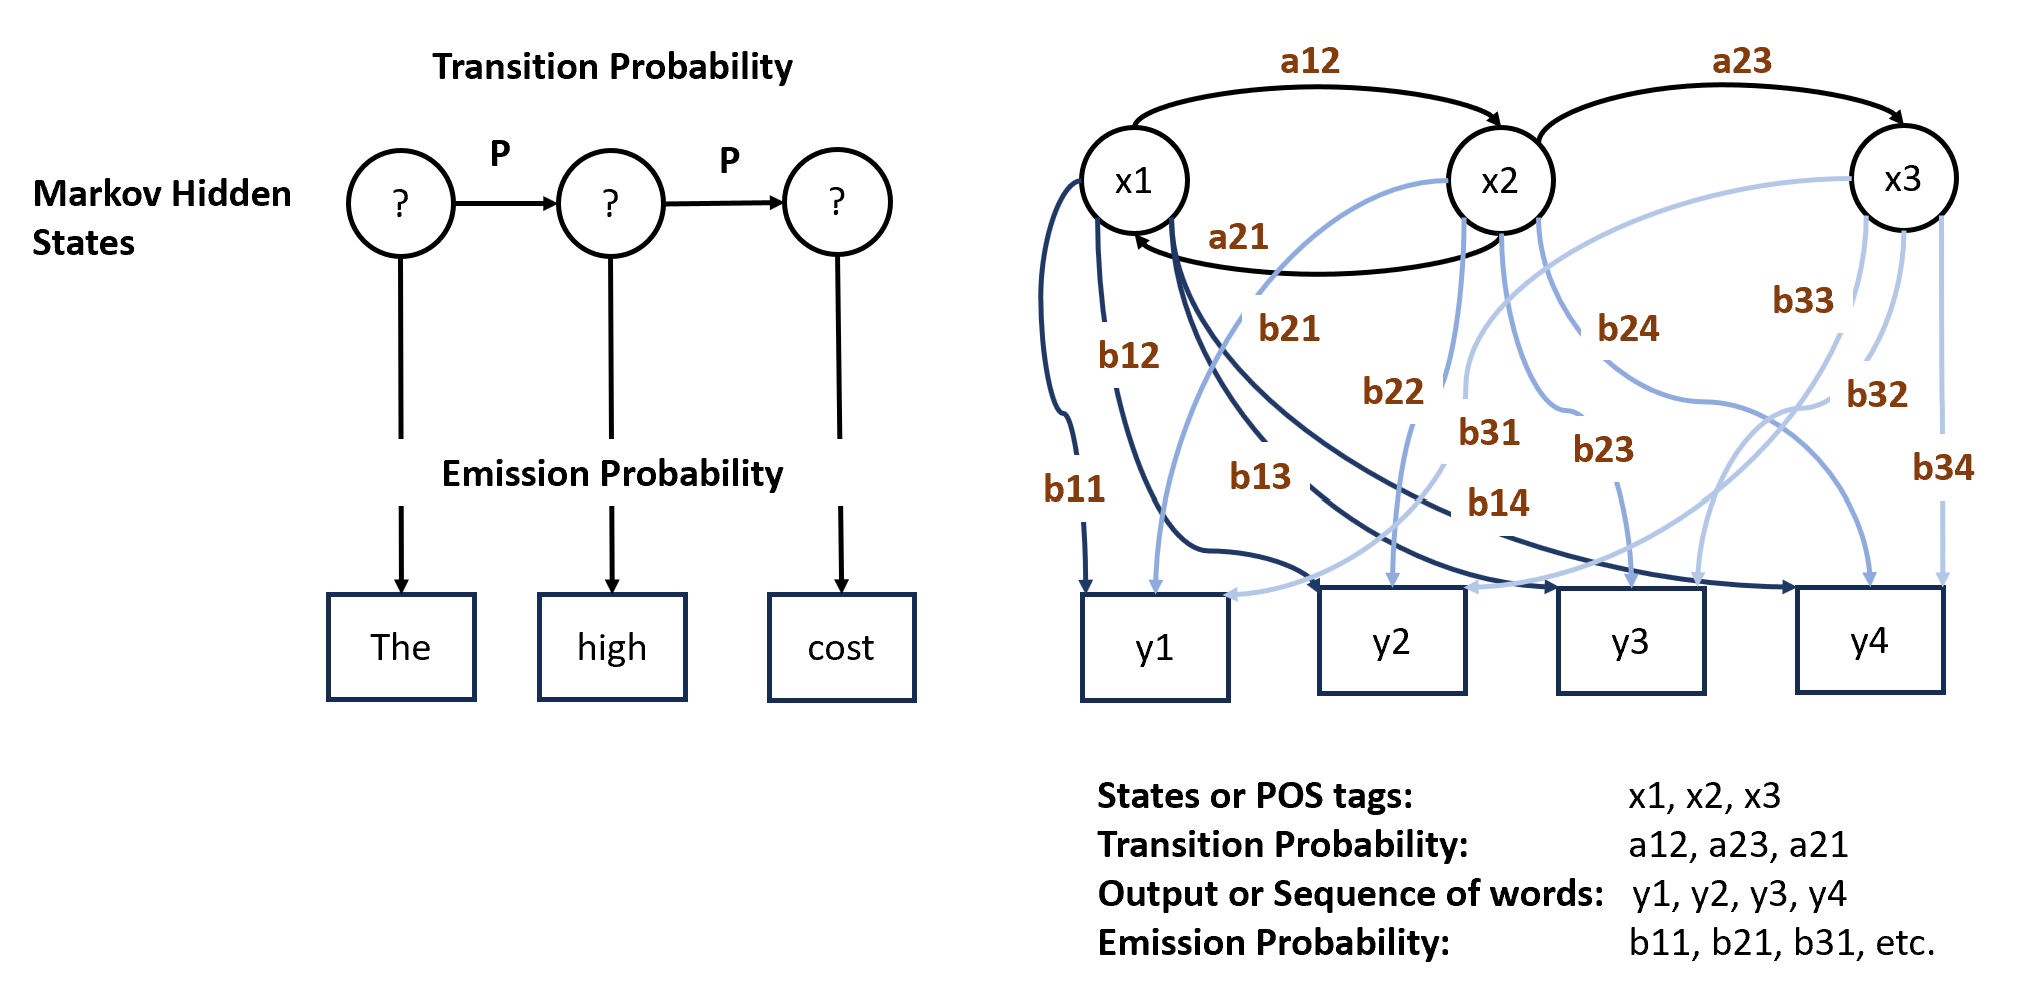 Transition Probability
P
P
Markov Hidden
States
?
?
?
Emission Probability
The
high
cost
a12
a23
x1
x2
x3
a21
b33
b21
b24
b12
b22
b32
b31
b23
b34
b13
b11
b14
y1
y2
y3
y4
States or POS tags: x1, x2, x3
Transition Probability: a12, a23, a21
Output or Sequence of words: y1, y2, y3, y4
Emission Probability: b11, b21, b31, etc.